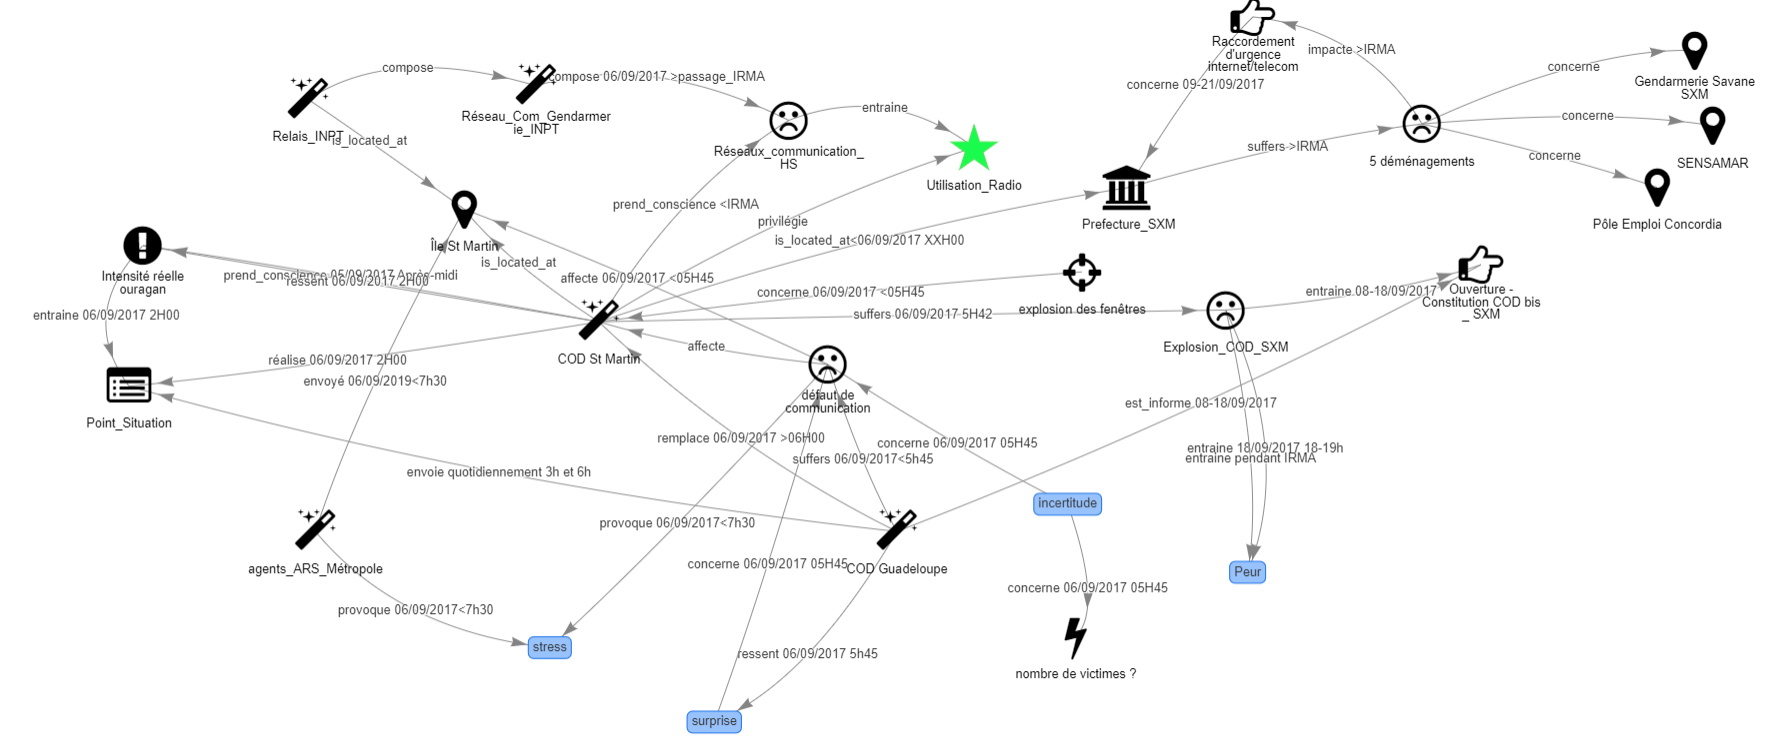 Raccordement
d'urgence
internet/telecom
impacte >IRMA
concerne
Gendarmerie Savane
SXM
compose
compose 06/09/2017 >passage_IRMA
concerne 09-21/09/2017
Réseau_Com_Gendarmer
ie_INPT
entraine
concerne
Relais_INPT
is_located_at
Réseaux_communication_
HS
suffers >IRMA
5 déménagements
concerne
SENSAMAR
Utilisation_Radio
prend_conscience <IRMA
privilégie
Prefecture_SXM
Pôle Emploi Concordia
Île St Martin
is_located_at<06/09/2017 XXH00
is_located_at
Intensité réelle
ouragan
prend_conscience 05/09/2017 Après-midi
ressent 06/09/2017 2H00
affecte 06/09/2017 <05H45
concerne 06/09/2017 <05H45
explosion des fenêtres
entraine 08-18/09/2017
Ouverture -
Constitution COD bis
_ SXM
entraine 06/09/2017 2H00
suffers 06/09/2017 5H42
Explosion_COD_SXM
COD St Martin
affecte
réalise 06/09/2017 2H00
envoyé 06/09/2019<7h30
défaut de
communication
Point_Situation
est_informe 08-18/09/2017
remplace 06/09/2017 >06H00
concerne 06/09/2017 05H45
suffers 06/09/2017<5h45
entraine 18/09/2017 18-19h
entraine pendant IRMA
envoie quotidiennement 3h et 6h
incertitude
provoque 06/09/2017<7h30
agents_ARS_Métropole
concerne 06/09/2017 05H45
COD Guadeloupe
Peur
concerne 06/09/2017 05H45
provoque 06/09/2017<7h30
stress
ressent 06/09/2017 5h45
nombre de victimes ?
surprise